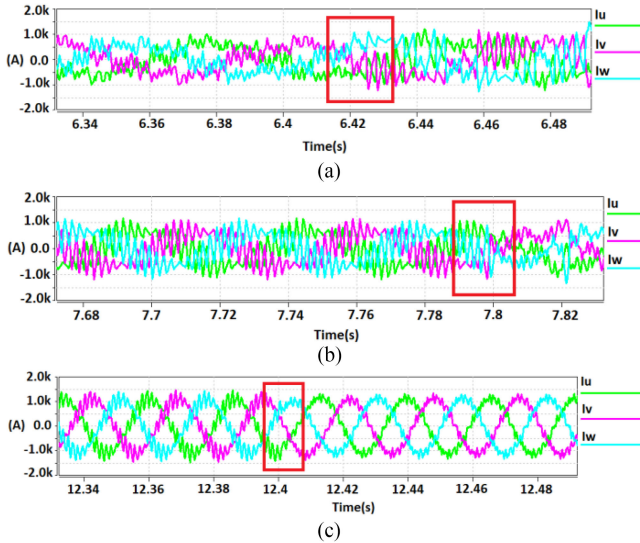 2.0k
1.0k
(A) 0.0
-1.0k
-2.0k
Iu
Iv
Iw
6.34 6.36 6.38 6.4 6.42 6.44 6.46 6.48
Time(s)
(a)
2.0k
1.0k
(A) 0.0
-1.0k
-2.0k
Iu
Iv
Iw
7.68 7.7 7.72 7.74 7.76 7.78 7.8 7.82
Time(s)
(b)
2.0k
1.0k
(A) 0.0
-1.0k
-2.0k
Iu
Iv
Iw
12.34 12.36 12.38 12.4 12.42 12.44 12.46 12.48
Time(s)
(c)